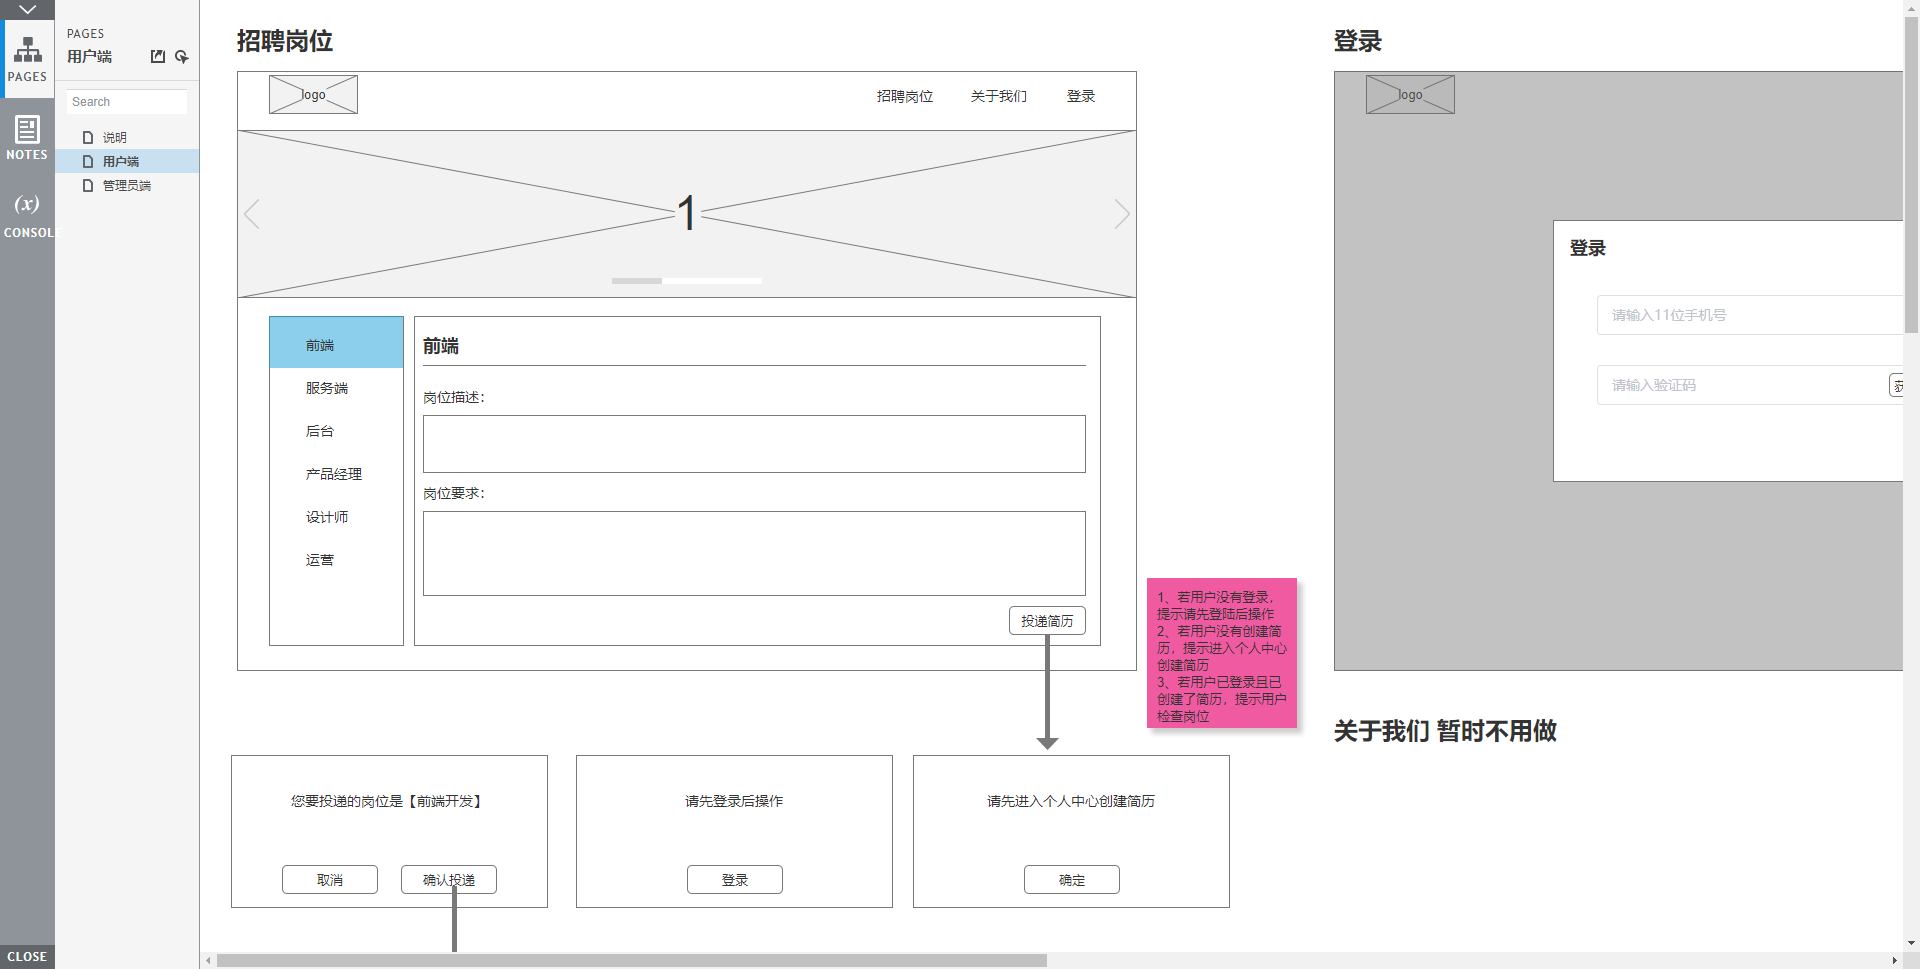 PAGES
NOTES
(x)
CONSOLE
CLOSE
PAGES
用户端
Search
说明
用户端
管理员端
招聘岗位
logo
招聘岗位
关于我们
登录
1
前端
服务端
后台
产品经理
设计师
运营
前端
岗位描述：
岗位要求：
投递简历
1、若用户没有登录，
提示请先登陆后操作
2、若用户没有创建简
历，提示进入个人中心
创建简历
3、若用户已登录且已
创建了简历，提示用户
检查岗位
您要投递的岗位是【前端开发】
取消
确认投递
请先登录后操作
登录
请先进入个人中心创建简历
确定
登录
logo
登录
请输入11位手机号
请输入验证码
关于我们 暂时不用做